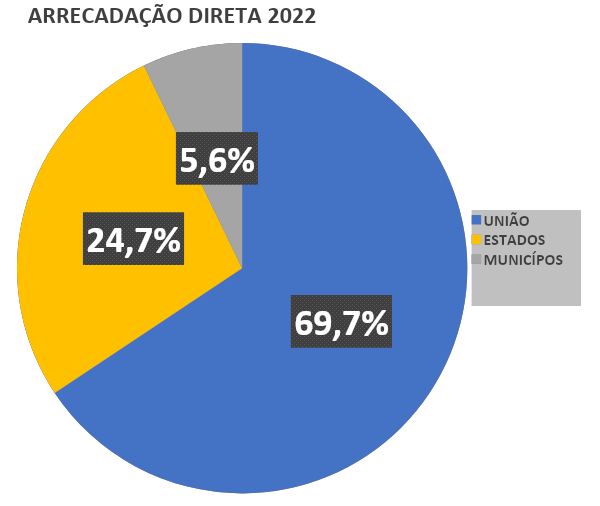 ARRECADAÇÃO DIRETA 2022
5,6%
24,7%
69,7%
UNIÃO
ESTADOS
MUNICÍPOS